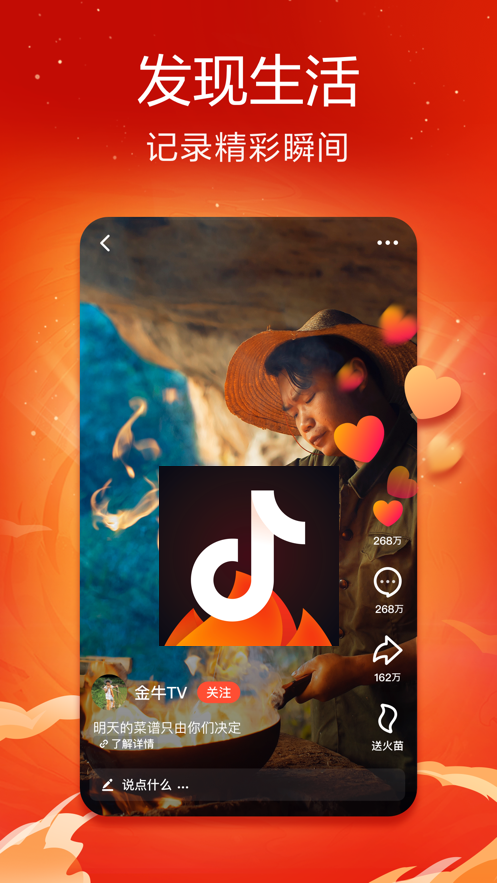 发现生活
记录精彩瞬间
268万
268万
162万
送火苗
金牛TV 关注
明天的菜谱只由你们决定
了解详情
说点什么 ...